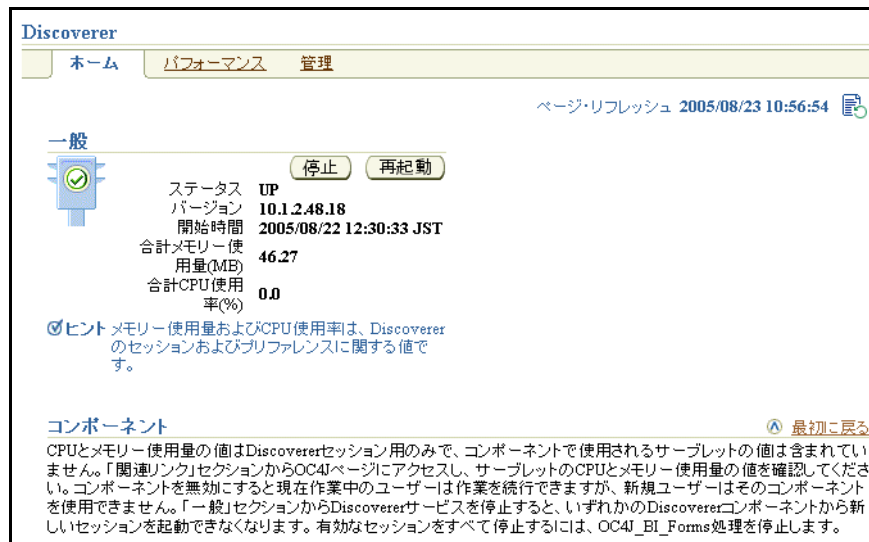 Discoverer
ホーム パフォーマンス 管理
ページ・リフレッシュ 2005/08/23 10:56:54
一般
停止 再起動
ステータス UP
バージョン 10.1.2.48.18
開始時間 2005/08/22 12:30:33 JST
合計メモリー使
用量(MB) 46.27
合計CPU使用
率(%) 0.0
ヒント メモリー使用量およびCPU使用率は、Discoverer
のセッションおよびプリファレンスに関する値で
す。
コンポーネント 最初に戻る
CPUとメモリー使用量の値はDiscovererセッション用のみで、コンポーネントで使用されるサーブレットの値は含まれてい
ません。「関連リンク」セクションからOC4Jページにアクセスし、サーブレットのCPUとメモリー使用量の値を確認してくださ
い。コンポーネントを無効にすると現在作業中のユーザーは作業を続行できますが、新規ユーザーはそのコンポーネント
を使用できません。「一般」セクションからDiscovererサービスを停止すると、いずれかのDiscovererコンポーネントから新
しいセッションを起動できなくなります。有効なセッションをすべて停止するには、OC4J_BI_Forms処理を停止します。